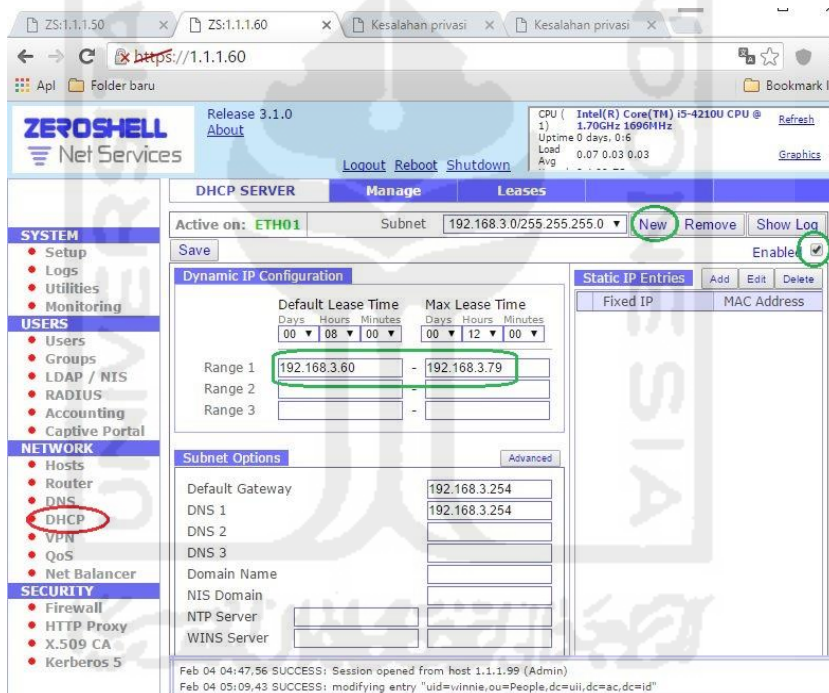 ZS:1.1.1.50
ZS:1.1.1.60
Kesalahan privasi
Kesalahan privasi
https://1.1.1.60
Apl
Folder baru
Bookmark
ZEROSHELL
Net Services
Release 3.1.0
About
Logout Reboot Shutdown
CPU (1) Intel(R) Core(TM) i5-4210U CPU @ 1.70GHz 1696MHz
Uptime 0 days, 0:6
Load Avg 0.07 0.03 0.03
Refresh
Graphics
DHCP SERVER
Manage
Leases
Active on: ETH01
Subnet
192.168.3.0/255.255.255.0
New
Remove
Show Log
Save
Enabled
SYSTEM
Setup
Logs
Utilities
Monitoring
USERS
Users
Groups
LDAP / NIS
RADIUS
Accounting
Captive Portal
NETWORK
Hosts
Router
DNS
DHCP
VPN
QoS
Net Balancer
SECURITY
Firewall
HTTP Proxy
X.509 CA
Kerberos 5
Dynamic IP Configuration
Default Lease Time
Max Lease Time
Days Hours Minutes
Days Hours Minutes
00 08 00
00 12 00
Range 1 192.168.3.60 - 192.168.3.79
Range 2 -
Range 3 -
Static IP Entries
Add
Edit
Delete
Fixed IP
MAC Address
Subnet Options
Advanced
Default Gateway 192.168.3.254
DNS 1 192.168.3.254
DNS 2
DNS 3
Domain Name
NIS Domain
NTP Server
WINS Server
Feb 04 04:47,56 SUCCESS: Session opened from host 1.1.1.99 (Admin)
Feb 04 05:09,43 SUCCESS: modifying entry "uid=winnie,ou=People,dc=uii,dc=ac,dc=id"
UNIVERSITAS
INDONESIA